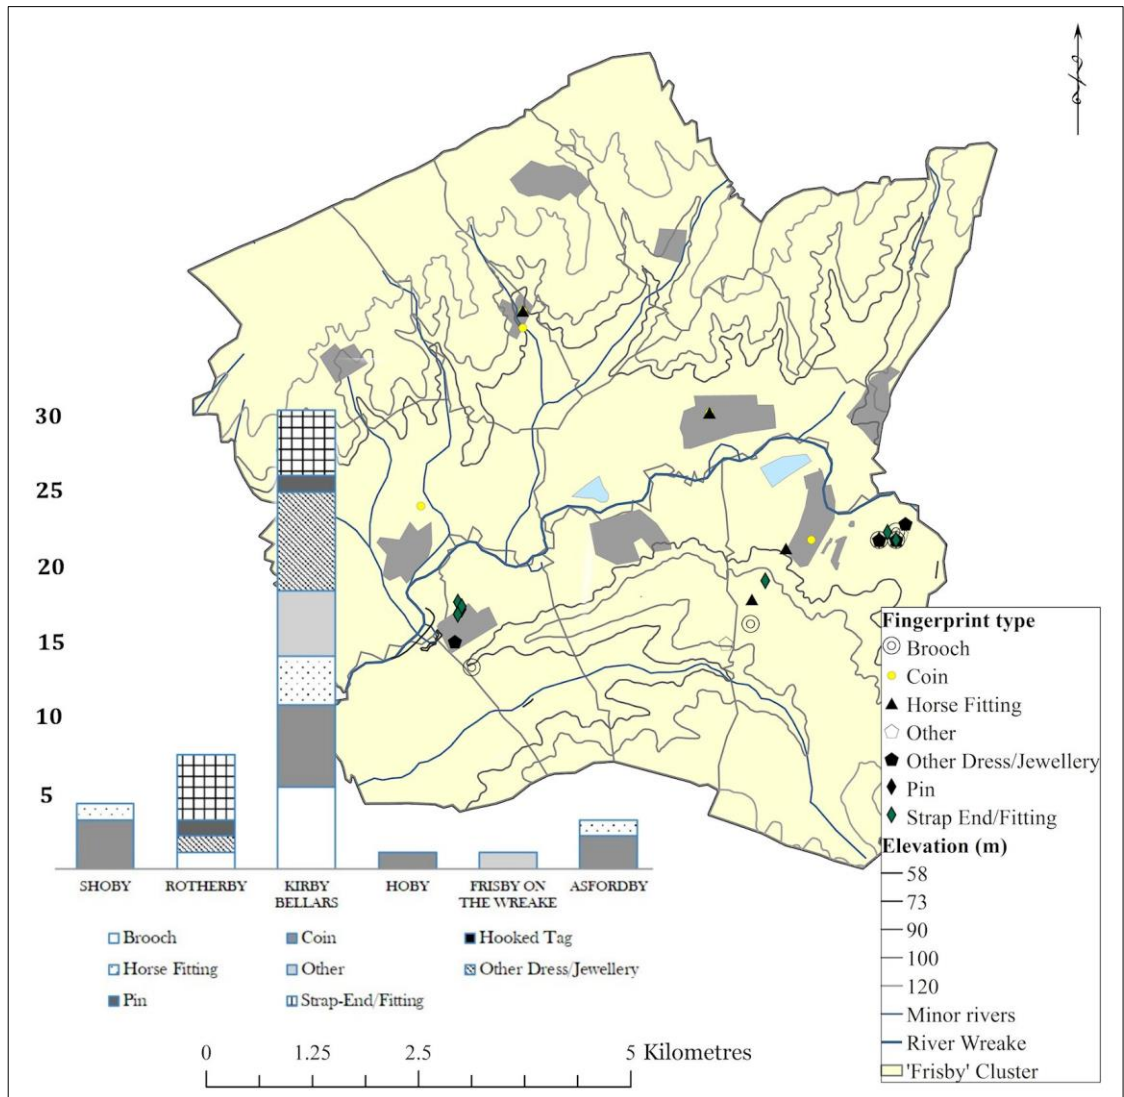 30
25
20
15
10
5
SHOBY
ROTHERBY
KIRBY
BELLARS
HOBY
FRISBY ON
THE WREAKE
ASFORDBY
Brooch
Coin
Hooked Tag
Horse Fitting
Other
Other Dress/Jewellery
Pin
Strap-End/Fitting
0 1.25 2.5 5 Kilometres
Fingerprint type
Brooch
Coin
Horse Fitting
Other
Other Dress/Jewellery
Pin
Strap End/Fitting
Elevation (m)
58
73
90
100
120
Minor rivers
River Wreake
'Frisby' Cluster